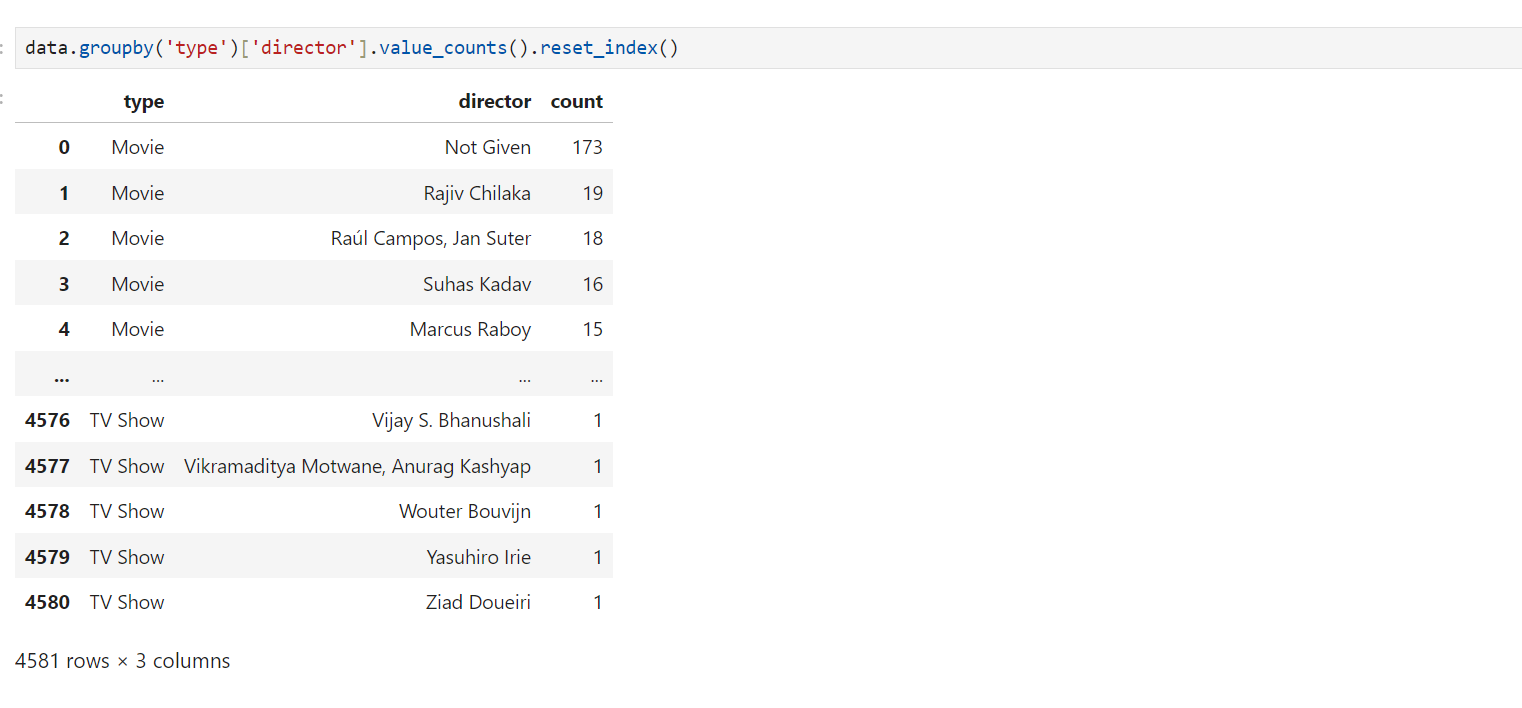 data.groupby('type')['director'].value_counts().reset_index()
type director count
0 Movie Not Given 173
1 Movie Rajiv Chilaka 19
2 Movie Raúl Campos, Jan Suter 18
3 Movie Suhas Kadav 16
4 Movie Marcus Raboy 15
... ... ... ...
4576 TV Show Vijay S. Bhanushali 1
4577 TV Show Vikramaditya Motwane, Anurag Kashyap 1
4578 TV Show Wouter Bouvijn 1
4579 TV Show Yasuhiro Irie 1
4580 TV Show Ziad Doueiri 1
4581 rows × 3 columns